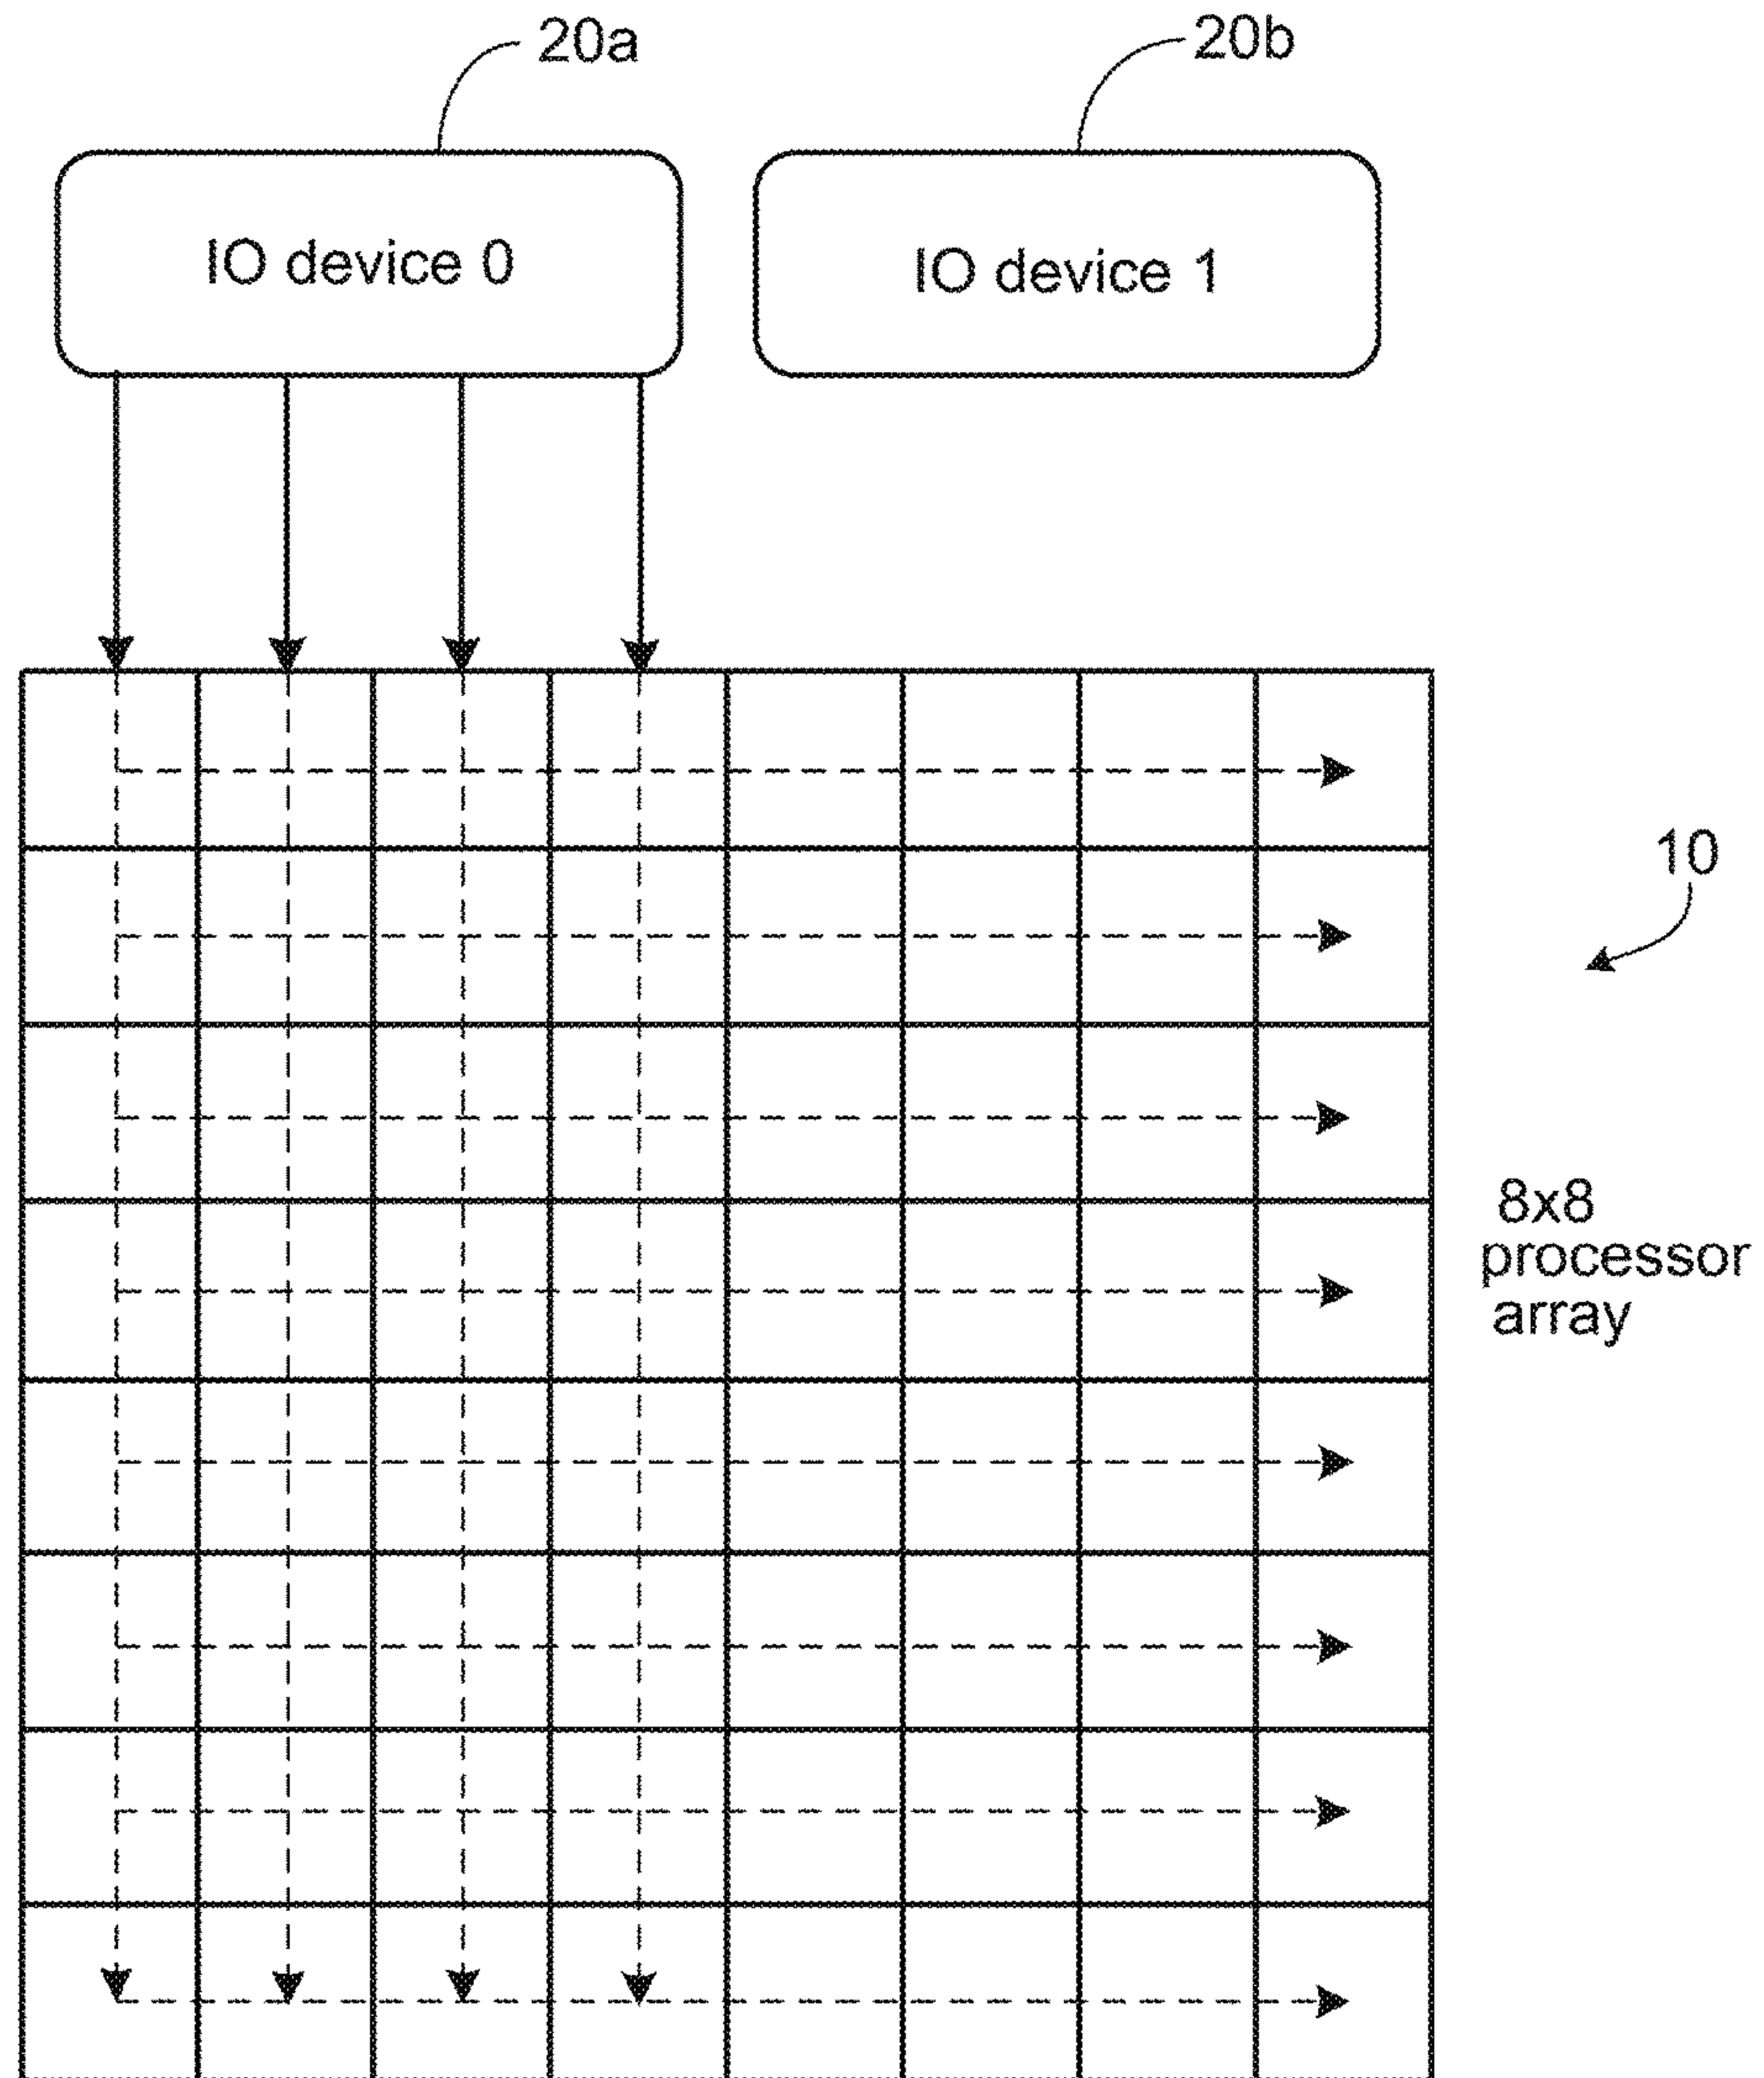 20a
20b
IO device 0
IO device 1
10
8x8
processor
array